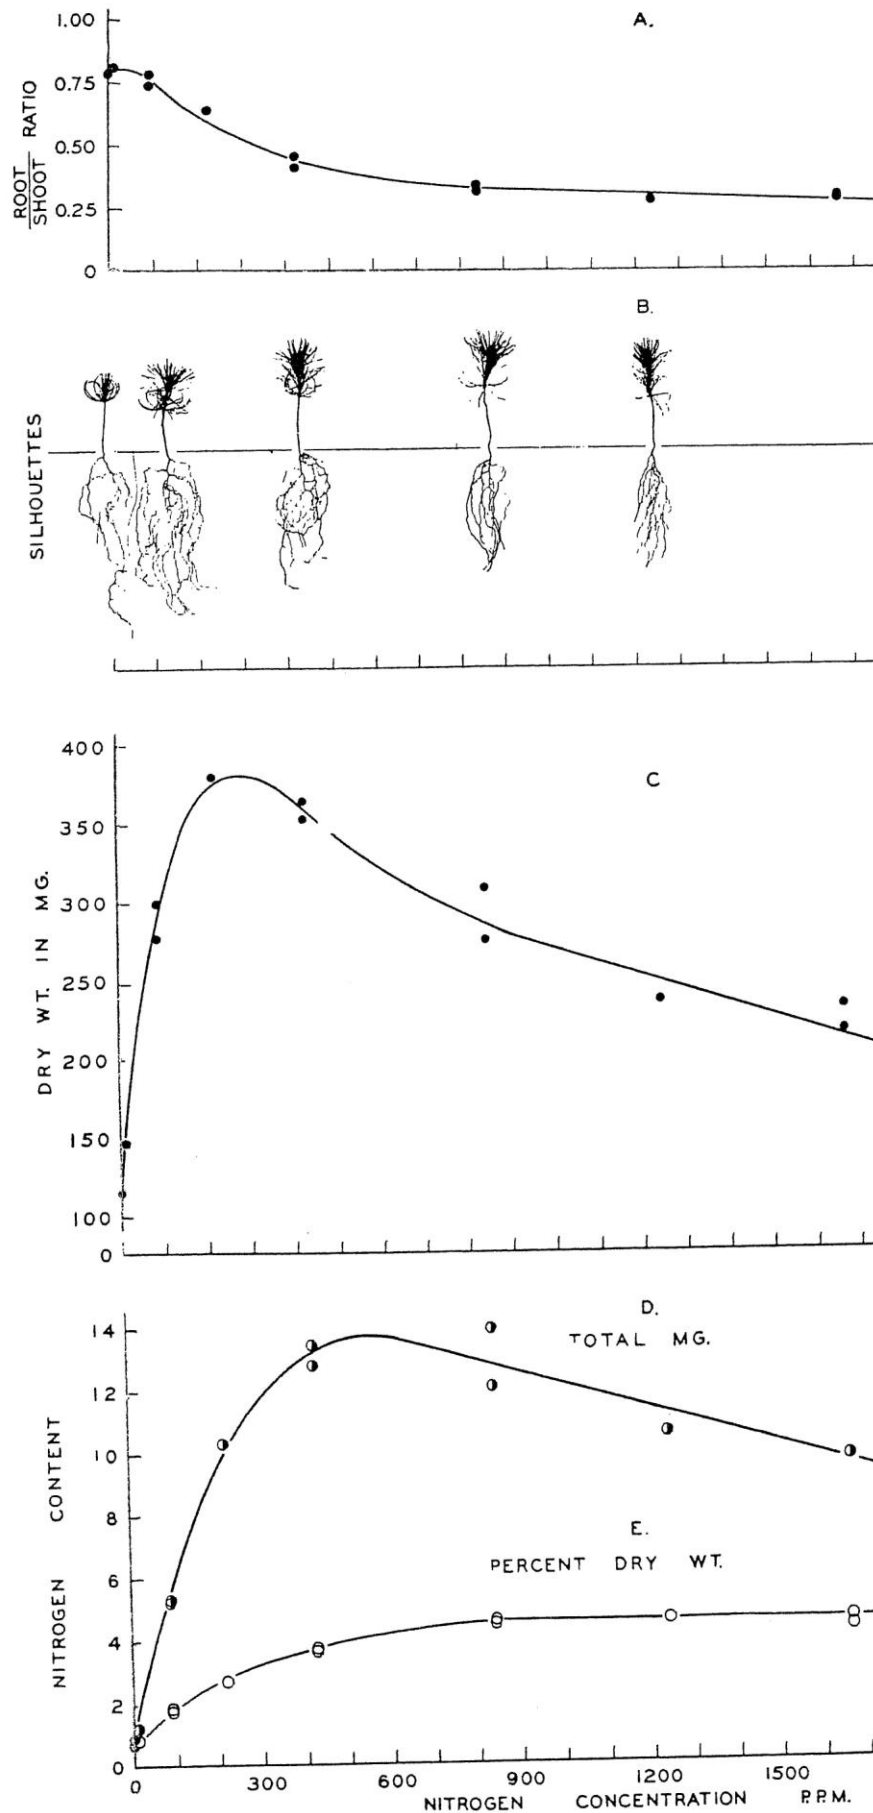 A.
1.00
0.75
0.50
0.25
0
ROOT
SHOOT
RATIO
B.
SILHOUETTES
C
400
350
300
250
200
150
100
0
DRY WT. IN MG.
D.
TOTAL MG.
14
12
10
8
6
4
2
0
NITROGEN CONTENT
E.
PERCENT DRY WT.
0 300 600 900 1200 1500
NITROGEN CONCENTRATION P.P.M.